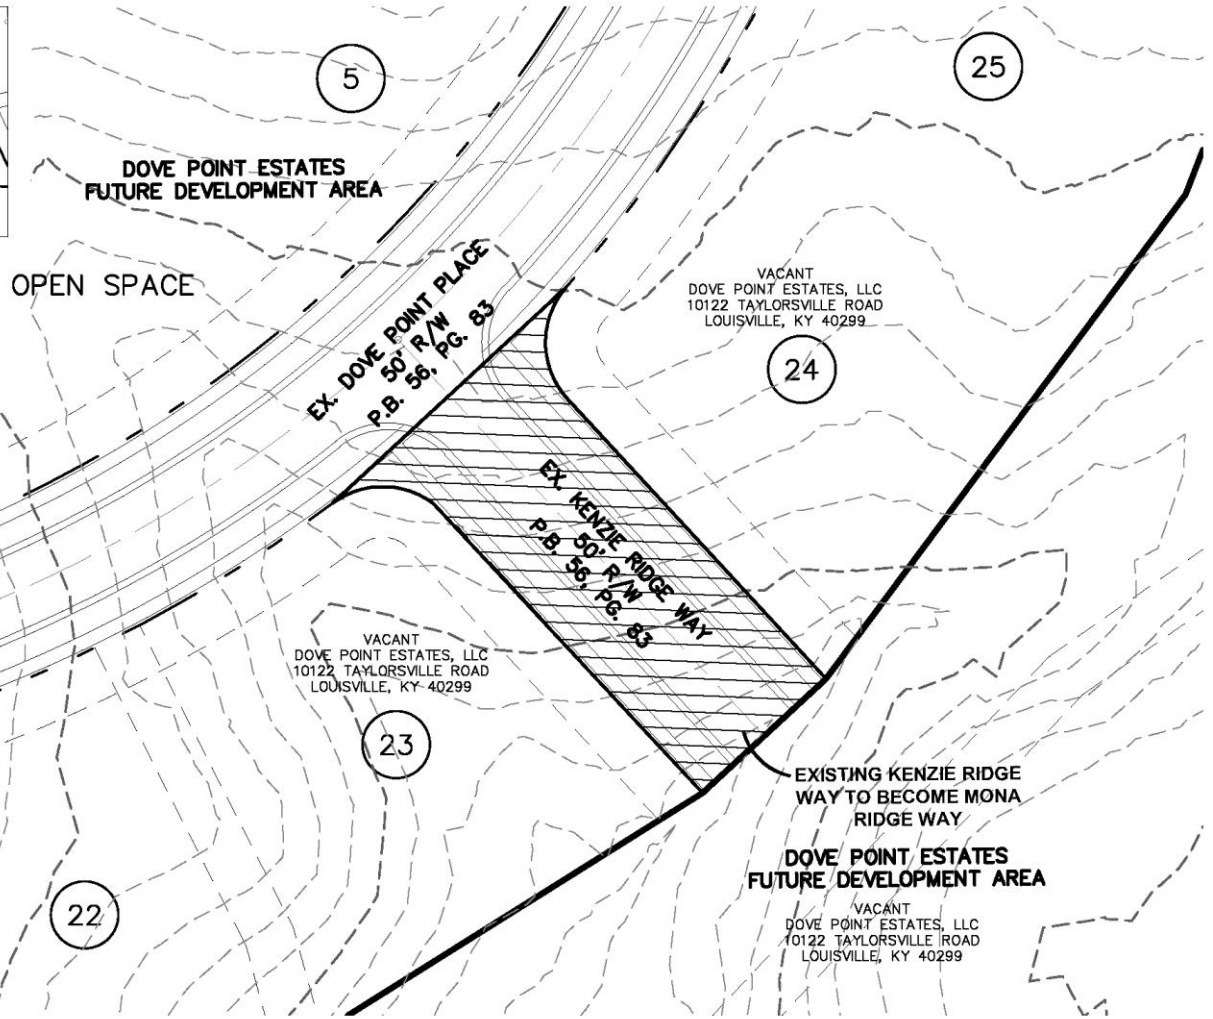 5
25
DOVE POINT ESTATES
FUTURE DEVELOPMENT AREA
OPEN SPACE
EX. DOVE POINT PLACE
50' R/W
P.B. 56, PG. 83
VACANT
DOVE POINT ESTATES, LLC
10122 TAYLORSVILLE ROAD
LOUISVILLE, KY 40299
24
EX. KENZIE RIDGE WAY
50' R/W
P.B. 56, PG. 83
VACANT
DOVE POINT ESTATES, LLC
10122 TAYLORSVILLE ROAD
LOUISVILLE, KY 40299
23
EXISTING KENZIE RIDGE
WAY TO BECOME MONA
RIDGE WAY
DOVE POINT ESTATES
FUTURE DEVELOPMENT AREA
VACANT
DOVE POINT ESTATES, LLC
10122 TAYLORSVILLE ROAD
LOUISVILLE, KY 40299
22